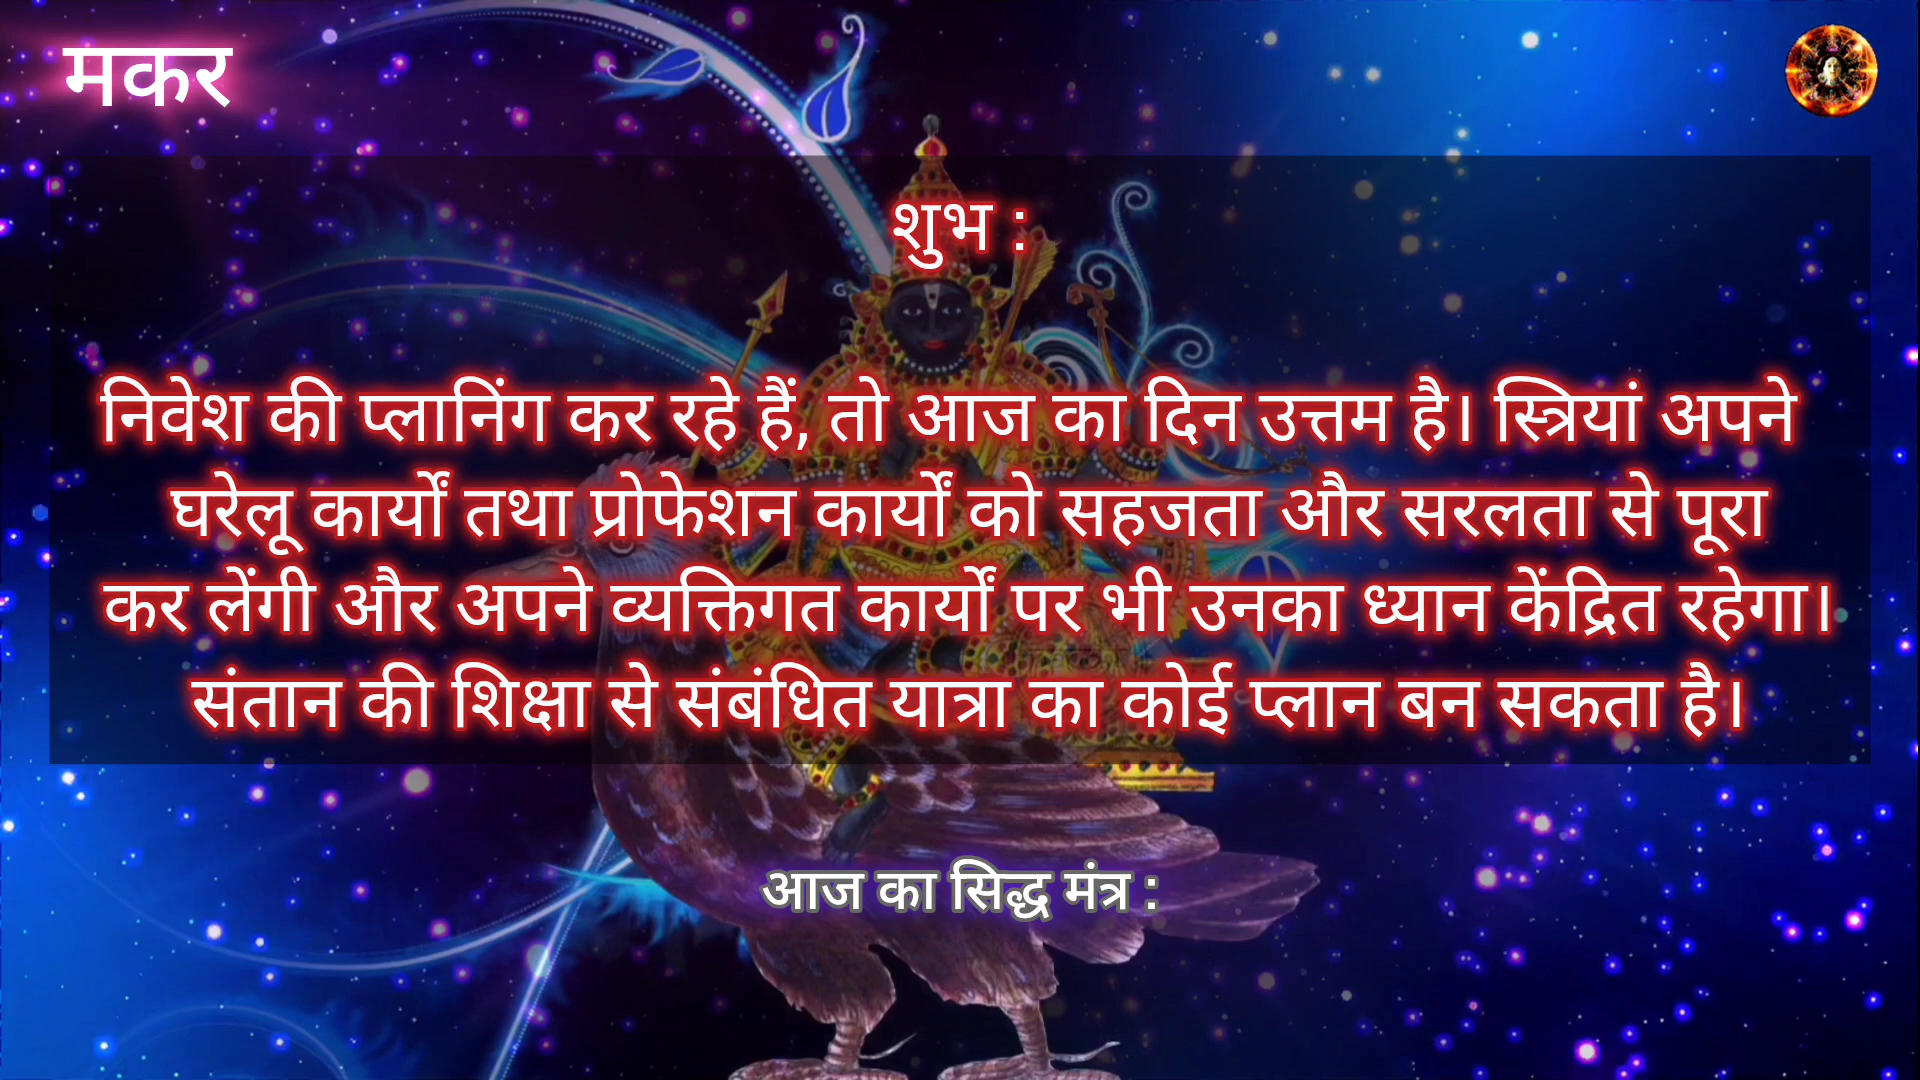 मकर
शुभ :
निवेश की प्लानिंग कर रहे हैं, तो आज का दिन उत्तम है। स्त्रियां अपने
घरेलू कार्यों तथा प्रोफेशन कार्यों को सहजता और सरलता से पूरा
कर लेंगी और अपने व्यक्तिगत कार्यों पर भी उनका ध्यान केंद्रित रहेगा।
संतान की शिक्षा से संबंधित यात्रा का कोई प्लान बन सकता है।
आज का सिद्ध मंत्र :